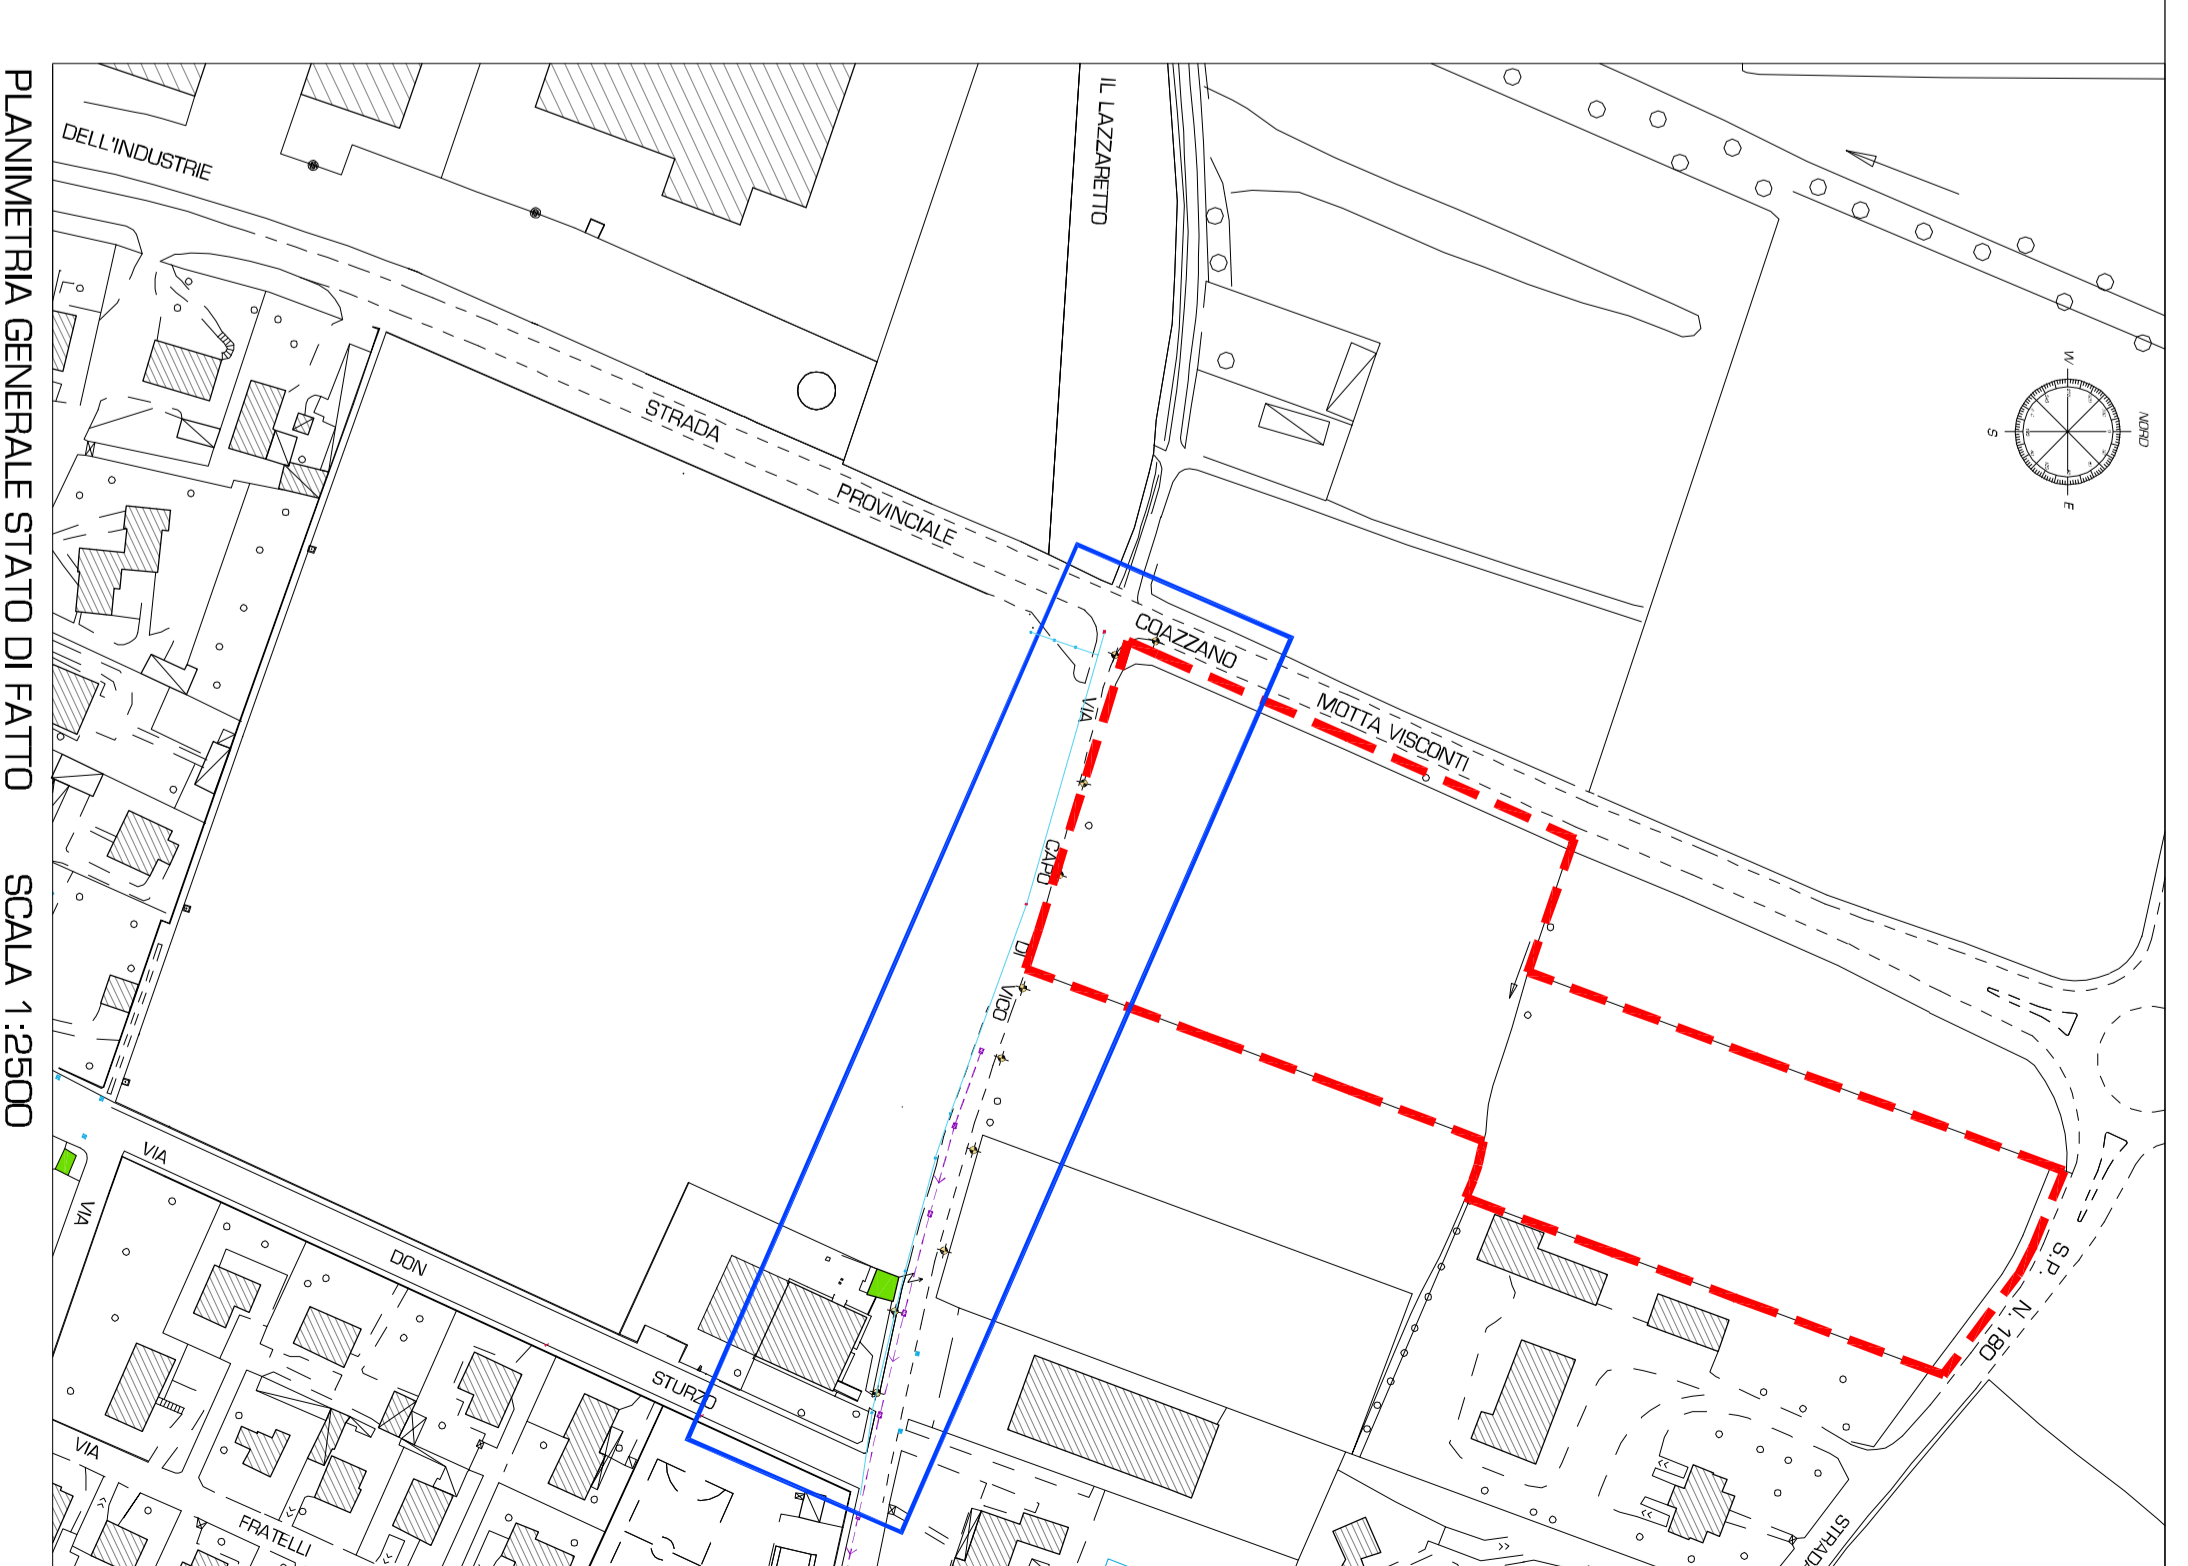 PLANIMETRIA GENERALE STATO DI FATTO SCALA 1:2500
DELL'INDUSTRIE
IL LAZZARETTO
STRADA
PROVINCIALE
COAZZANO
MOTTA VISCONTI
W
NORD
S
E
VIA
CAPO
DI
VICO
S.P. N. 180
VIA
DON
STURZO
VIA
VIA
FRATELLI
STRADA